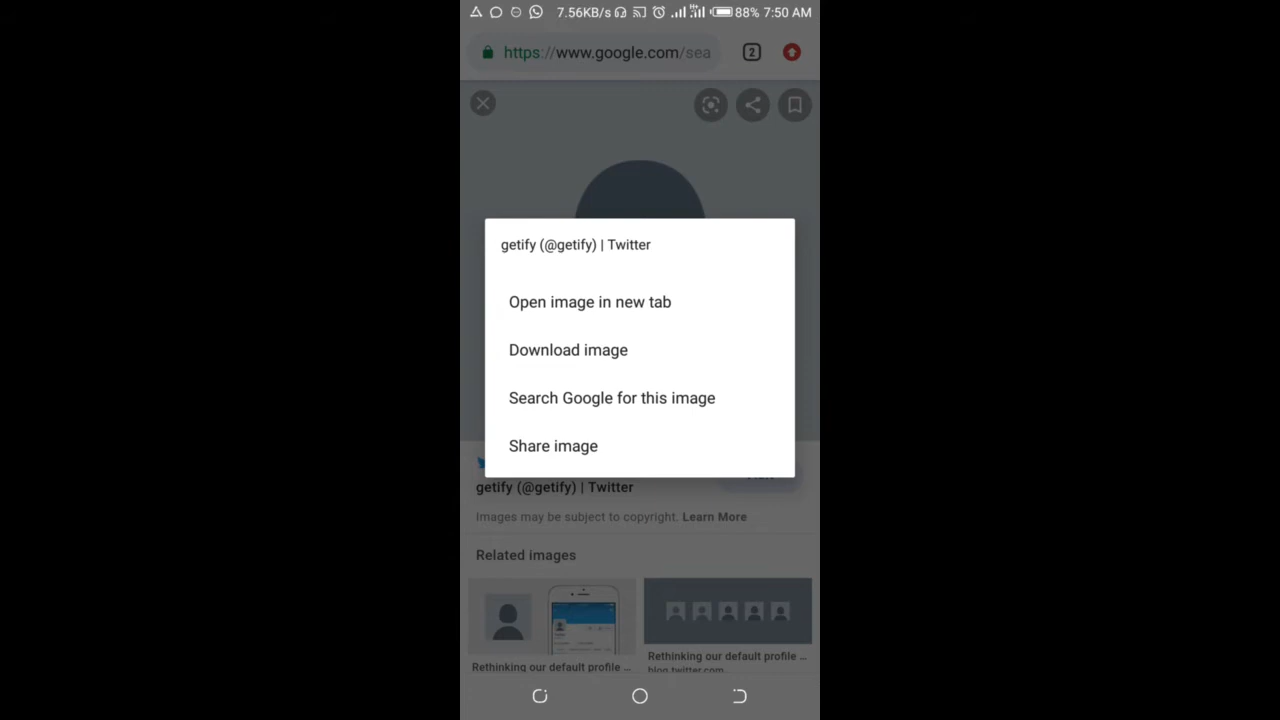 7.56KB/s 88% 7:50 AM
https://www.google.com/sea 2
getify (@getify) | Twitter
Open image in new tab
Download image
Search Google for this image
Share image
getify (@getify) | Twitter
Images may be subject to copyright. Learn More
Related images
Rethinking our default profile ...
Rethinking our default profile ...
blog.twitter.com